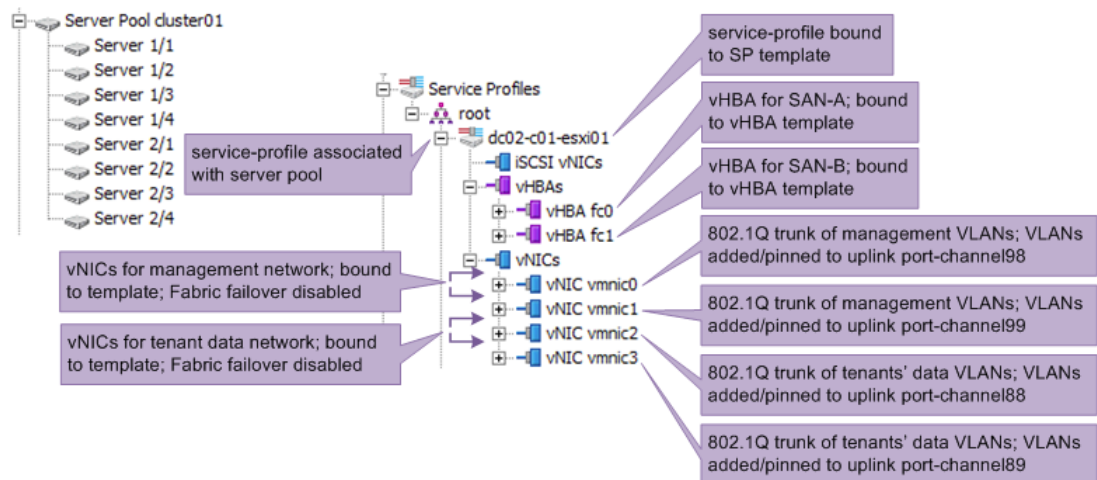 Server Pool cluster01
Server 1/1
Server 1/2
Server 1/3
Server 1/4
Server 2/1
Server 2/2
Server 2/3
Server 2/4
Service Profiles
root
dc02-c01-esxi01
iSCSI vNICs
vHBAs
vHBA fc0
vHBA fc1
vNICs
vNIC vmnic0
vNIC vmnic1
vNIC vmnic2
vNIC vmnic3
service-profile associated
with server pool
vNICs for management network; bound
to template; Fabric failover disabled
vNICs for tenant data network; bound
to template; Fabric failover disabled
service-profile bound
to SP template
vHBA for SAN-A; bound
to vHBA template
vHBA for SAN-B; bound
to vHBA template
802.1Q trunk of management VLANs; VLANs
added/pinned to uplink port-channel98
802.1Q trunk of management VLANs; VLANs
added/pinned to uplink port-channel99
802.1Q trunk of tenants' data VLANs; VLANs
added/pinned to uplink port-channel88
802.1Q trunk of tenants' data VLANs; VLANs
added/pinned to uplink port-channel89